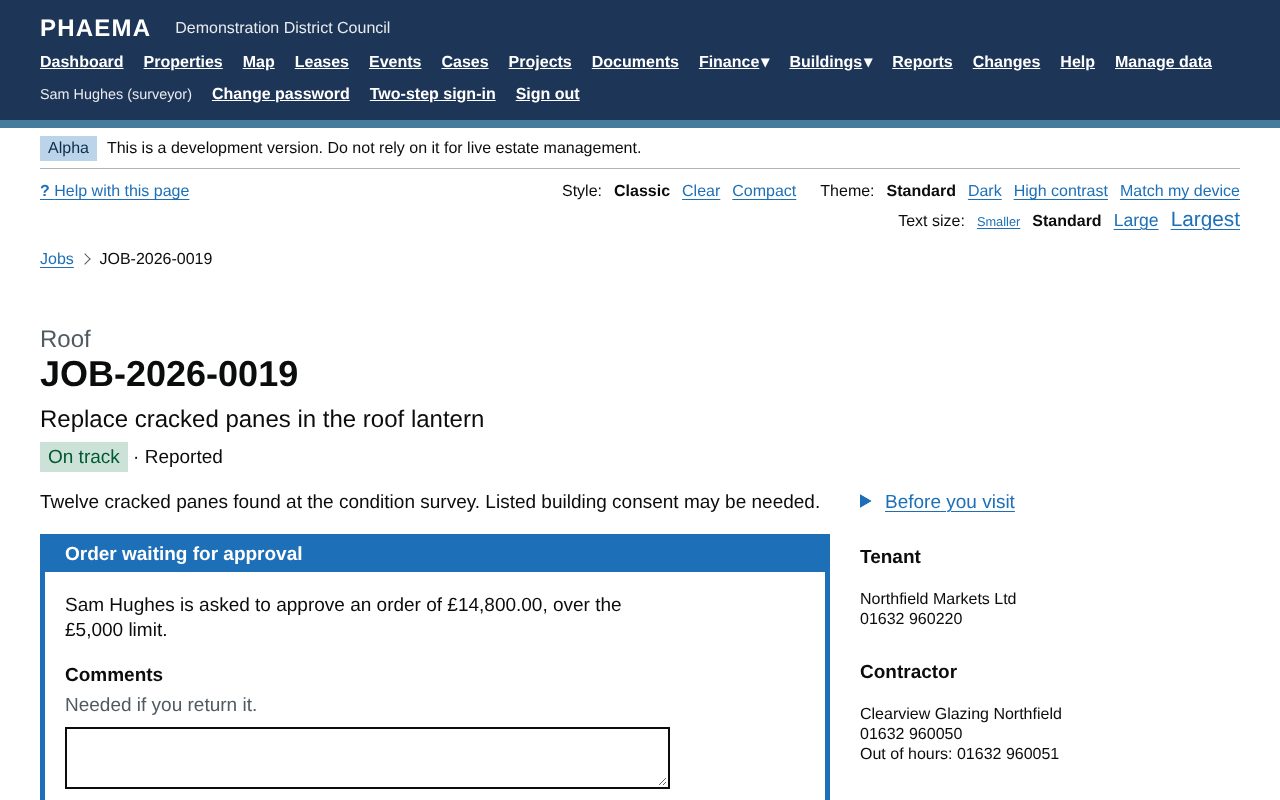 PHAEMA Demonstration District Council
Dashboard Properties Map Leases Events Cases Projects Documents Finance▾ Buildings▾ Reports Changes Help Manage data
Sam Hughes (surveyor) Change password Two-step sign-in Sign out
Alpha This is a development version. Do not rely on it for live estate management.
? Help with this page Style: Classic Clear Compact Theme: Standard Dark High contrast Match my device
Text size: Smaller Standard Large Largest
Jobs > JOB-2026-0019
Roof
JOB-2026-0019
Replace cracked panes in the roof lantern
On track · Reported
Twelve cracked panes found at the condition survey. Listed building consent may be needed.
Order waiting for approval
Sam Hughes is asked to approve an order of £14,800.00, over the
£5,000 limit.
Comments
Needed if you return it.
Before you visit
Tenant
Northfield Markets Ltd
01632 960220
Contractor
Clearview Glazing Northfield
01632 960050
Out of hours: 01632 960051